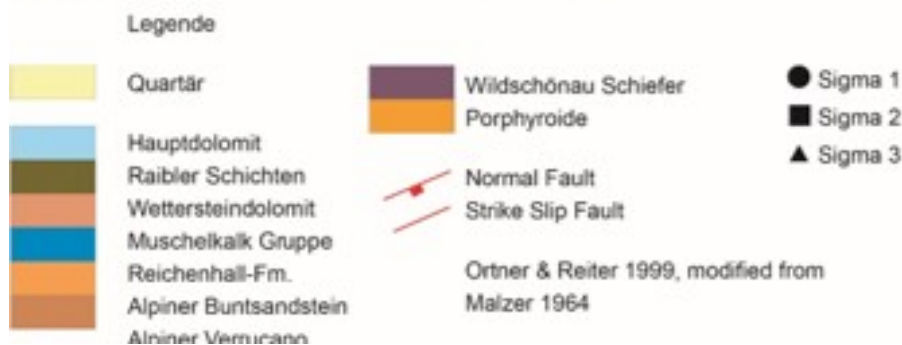 Legende
Quartär
Hauptdolomit
Raibler Schichten
Wettersteindolomit
Muschelkalk Gruppe
Reichenhall-Fm.
Alpiner Buntsandstein
Alpiner Verrucano
Wildschönau Schiefer
Porphyroide
Normal Fault
Strike Slip Fault
Ortner & Reiter 1999, modified from
Malzer 1964
Sigma 1
Sigma 2
Sigma 3